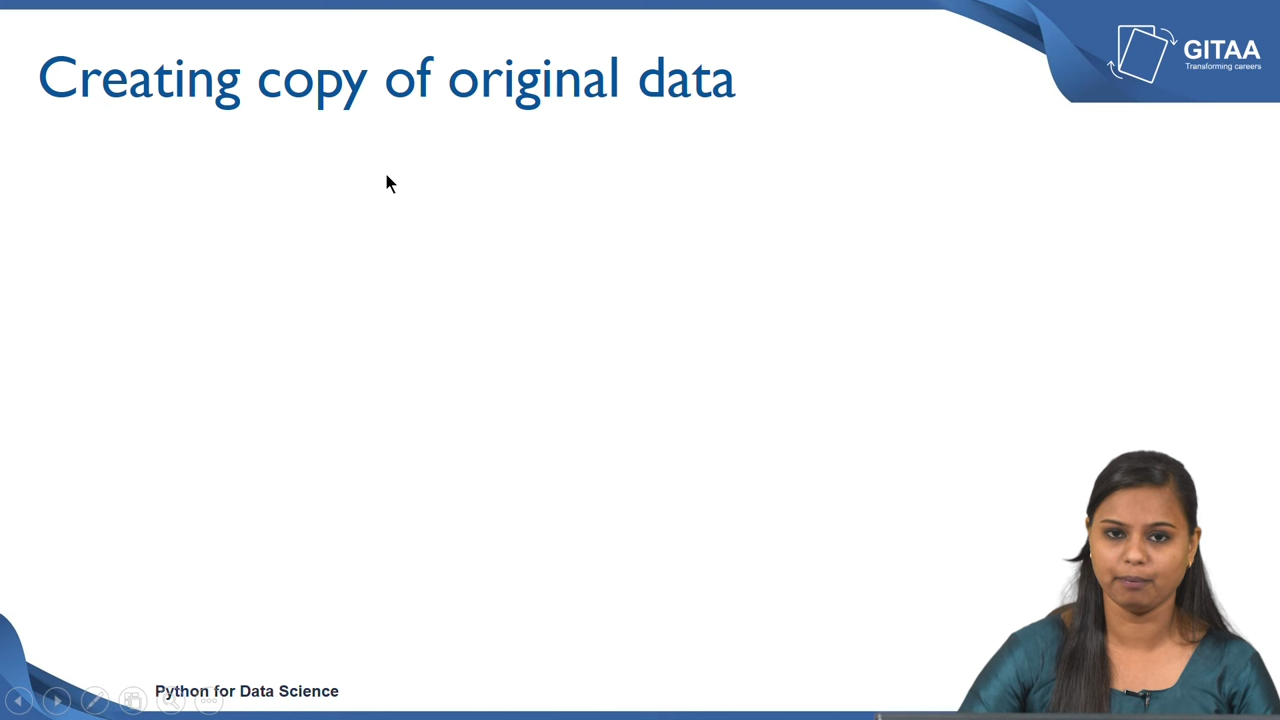 Creating copy of original data
GITAA
Transforming careers
Python for Data Science